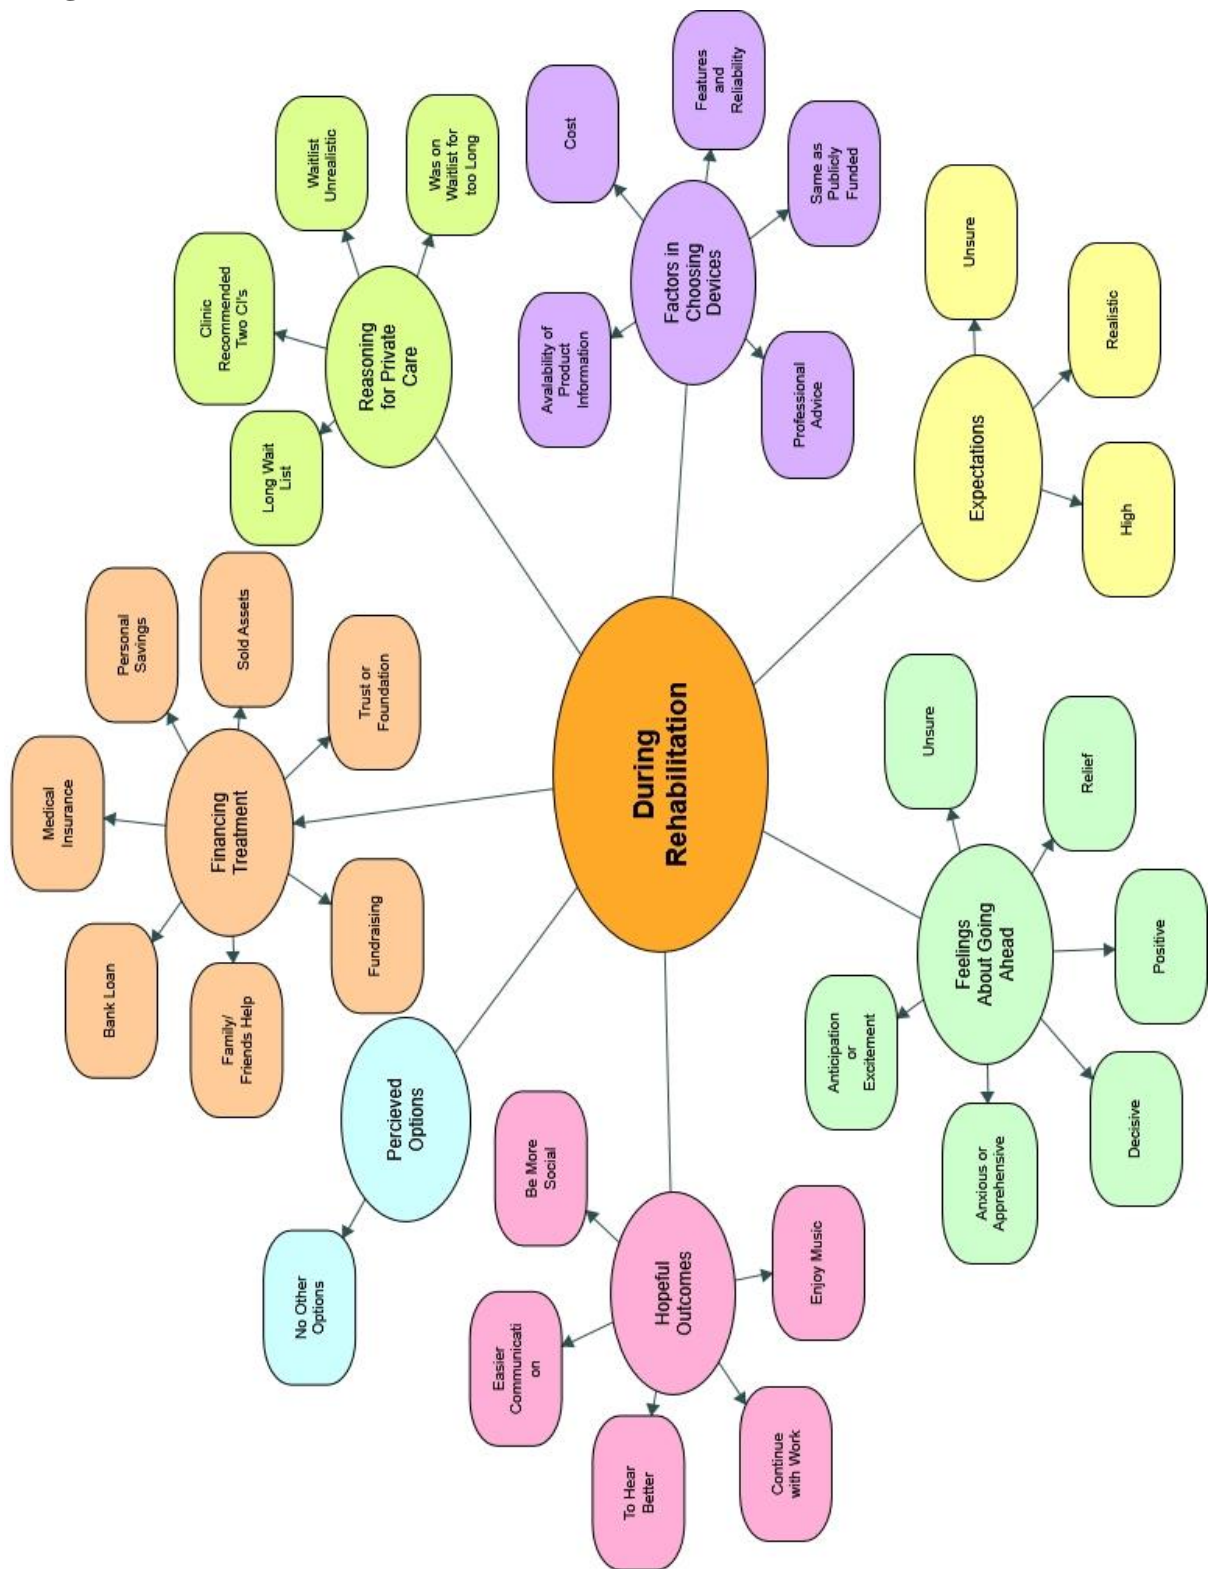 During
Rehabilitation
Financing
Treatment
Bank Loan
Medical
Insurance
Personal
Savings
Sold Assets
Trust or
Foundation
Fundraising
Family/
Friends Help
Reasoning
for Private
Care
Long Wait
List
Clinic
Recommended
Two CI's
Waitlist
Unrealistic
Was on
Waitlist for
too Long
Factors in
Choosing
Devices
Avalability of
Product
Information
Cost
Features
and
Reliability
Same as
Publicly
Funded
Professional
Advice
Expectations
Unsure
Realistic
High
Feelings
About Going
Ahead
Unsure
Relief
Positive
Decisive
Anxious or
Apprehensive
Anticipation
or
Excitement
Hopeful
Outcomes
Be More
Social
Easier
Communicati
on
To Hear
Better
Continue
with Work
Enjoy Music
Percieved
Options
No Other
Options